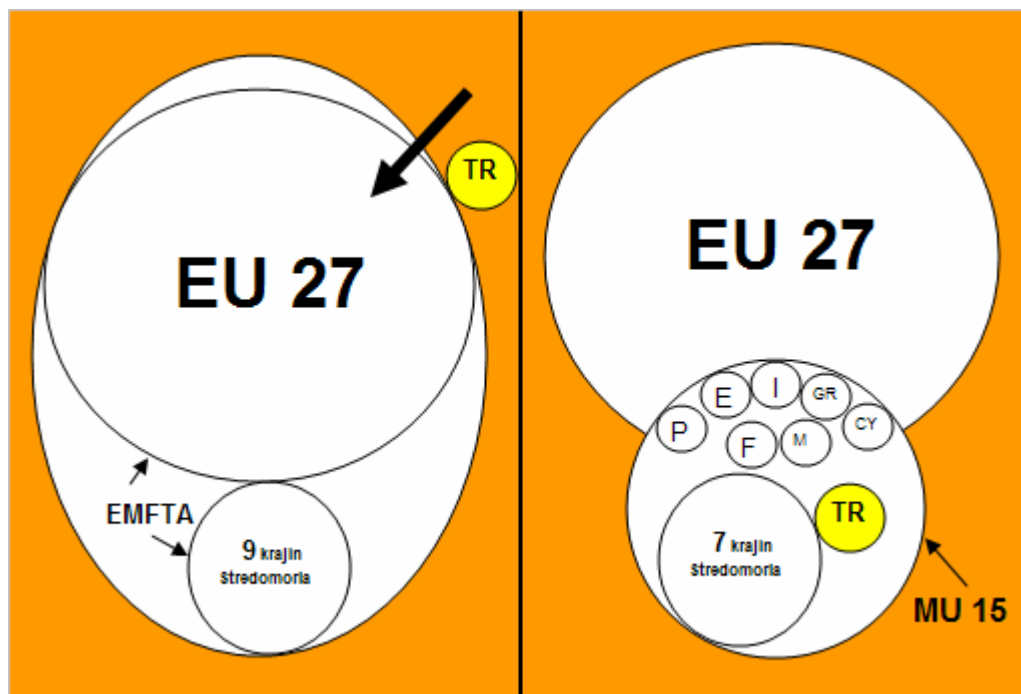 TR
EU 27
EMFTA
9 krajín
Stredomoria
EU 27
P
E
I
GR
CY
F
M
TR
7 krajín
Stredomoria
MU 15